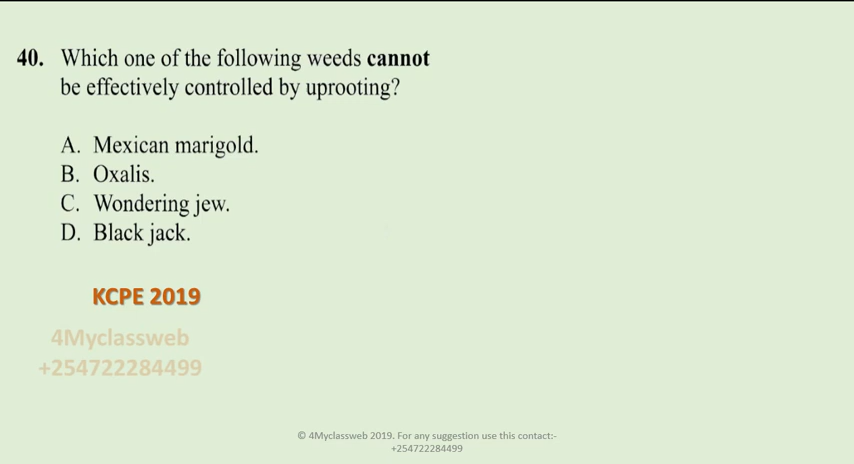 40. Which one of the following weeds cannot
be effectively controlled by uprooting?
A. Mexican marigold.
B. Oxalis.
C. Wondering jew.
D. Black jack.
KCPE 2019
4Myclassweb
+254722284499
© 4Myclassweb 2019. For any suggestion use this contact:-
+254722284499